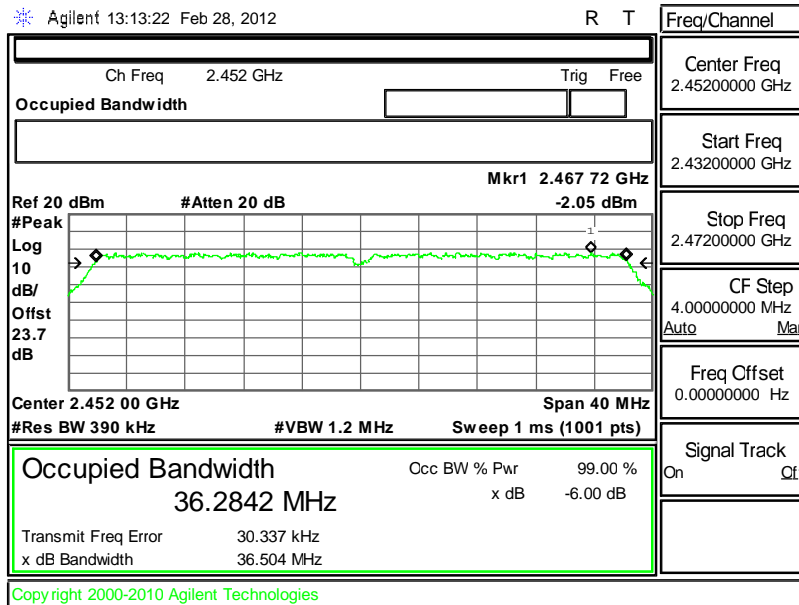 Agilent 13:13:22 Feb 28, 2012 R T
Ch Freq 2.452 GHz Trig Free
Occupied Bandwidth
Mkr1 2.467 72 GHz
Ref 20 dBm #Atten 20 dB -2.05 dBm
#Peak
Log
10
dB/
Offst
23.7
dB
1
Center 2.452 00 GHz Span 40 MHz
#Res BW 390 kHz #VBW 1.2 MHz Sweep 1 ms (1001 pts)
Occupied Bandwidth
36.2842 MHz
Occ BW % Pwr 99.00 %
x dB -6.00 dB
Transmit Freq Error 30.337 kHz
x dB Bandwidth 36.504 MHz
Copyright 2000-2010 Agilent Technologies
Freq/Channel
Center Freq
2.45200000 GHz
Start Freq
2.43200000 GHz
Stop Freq
2.47200000 GHz
CF Step
4.00000000 MHz
Auto Ma
Freq Offset
0.00000000 Hz
Signal Track
On Of